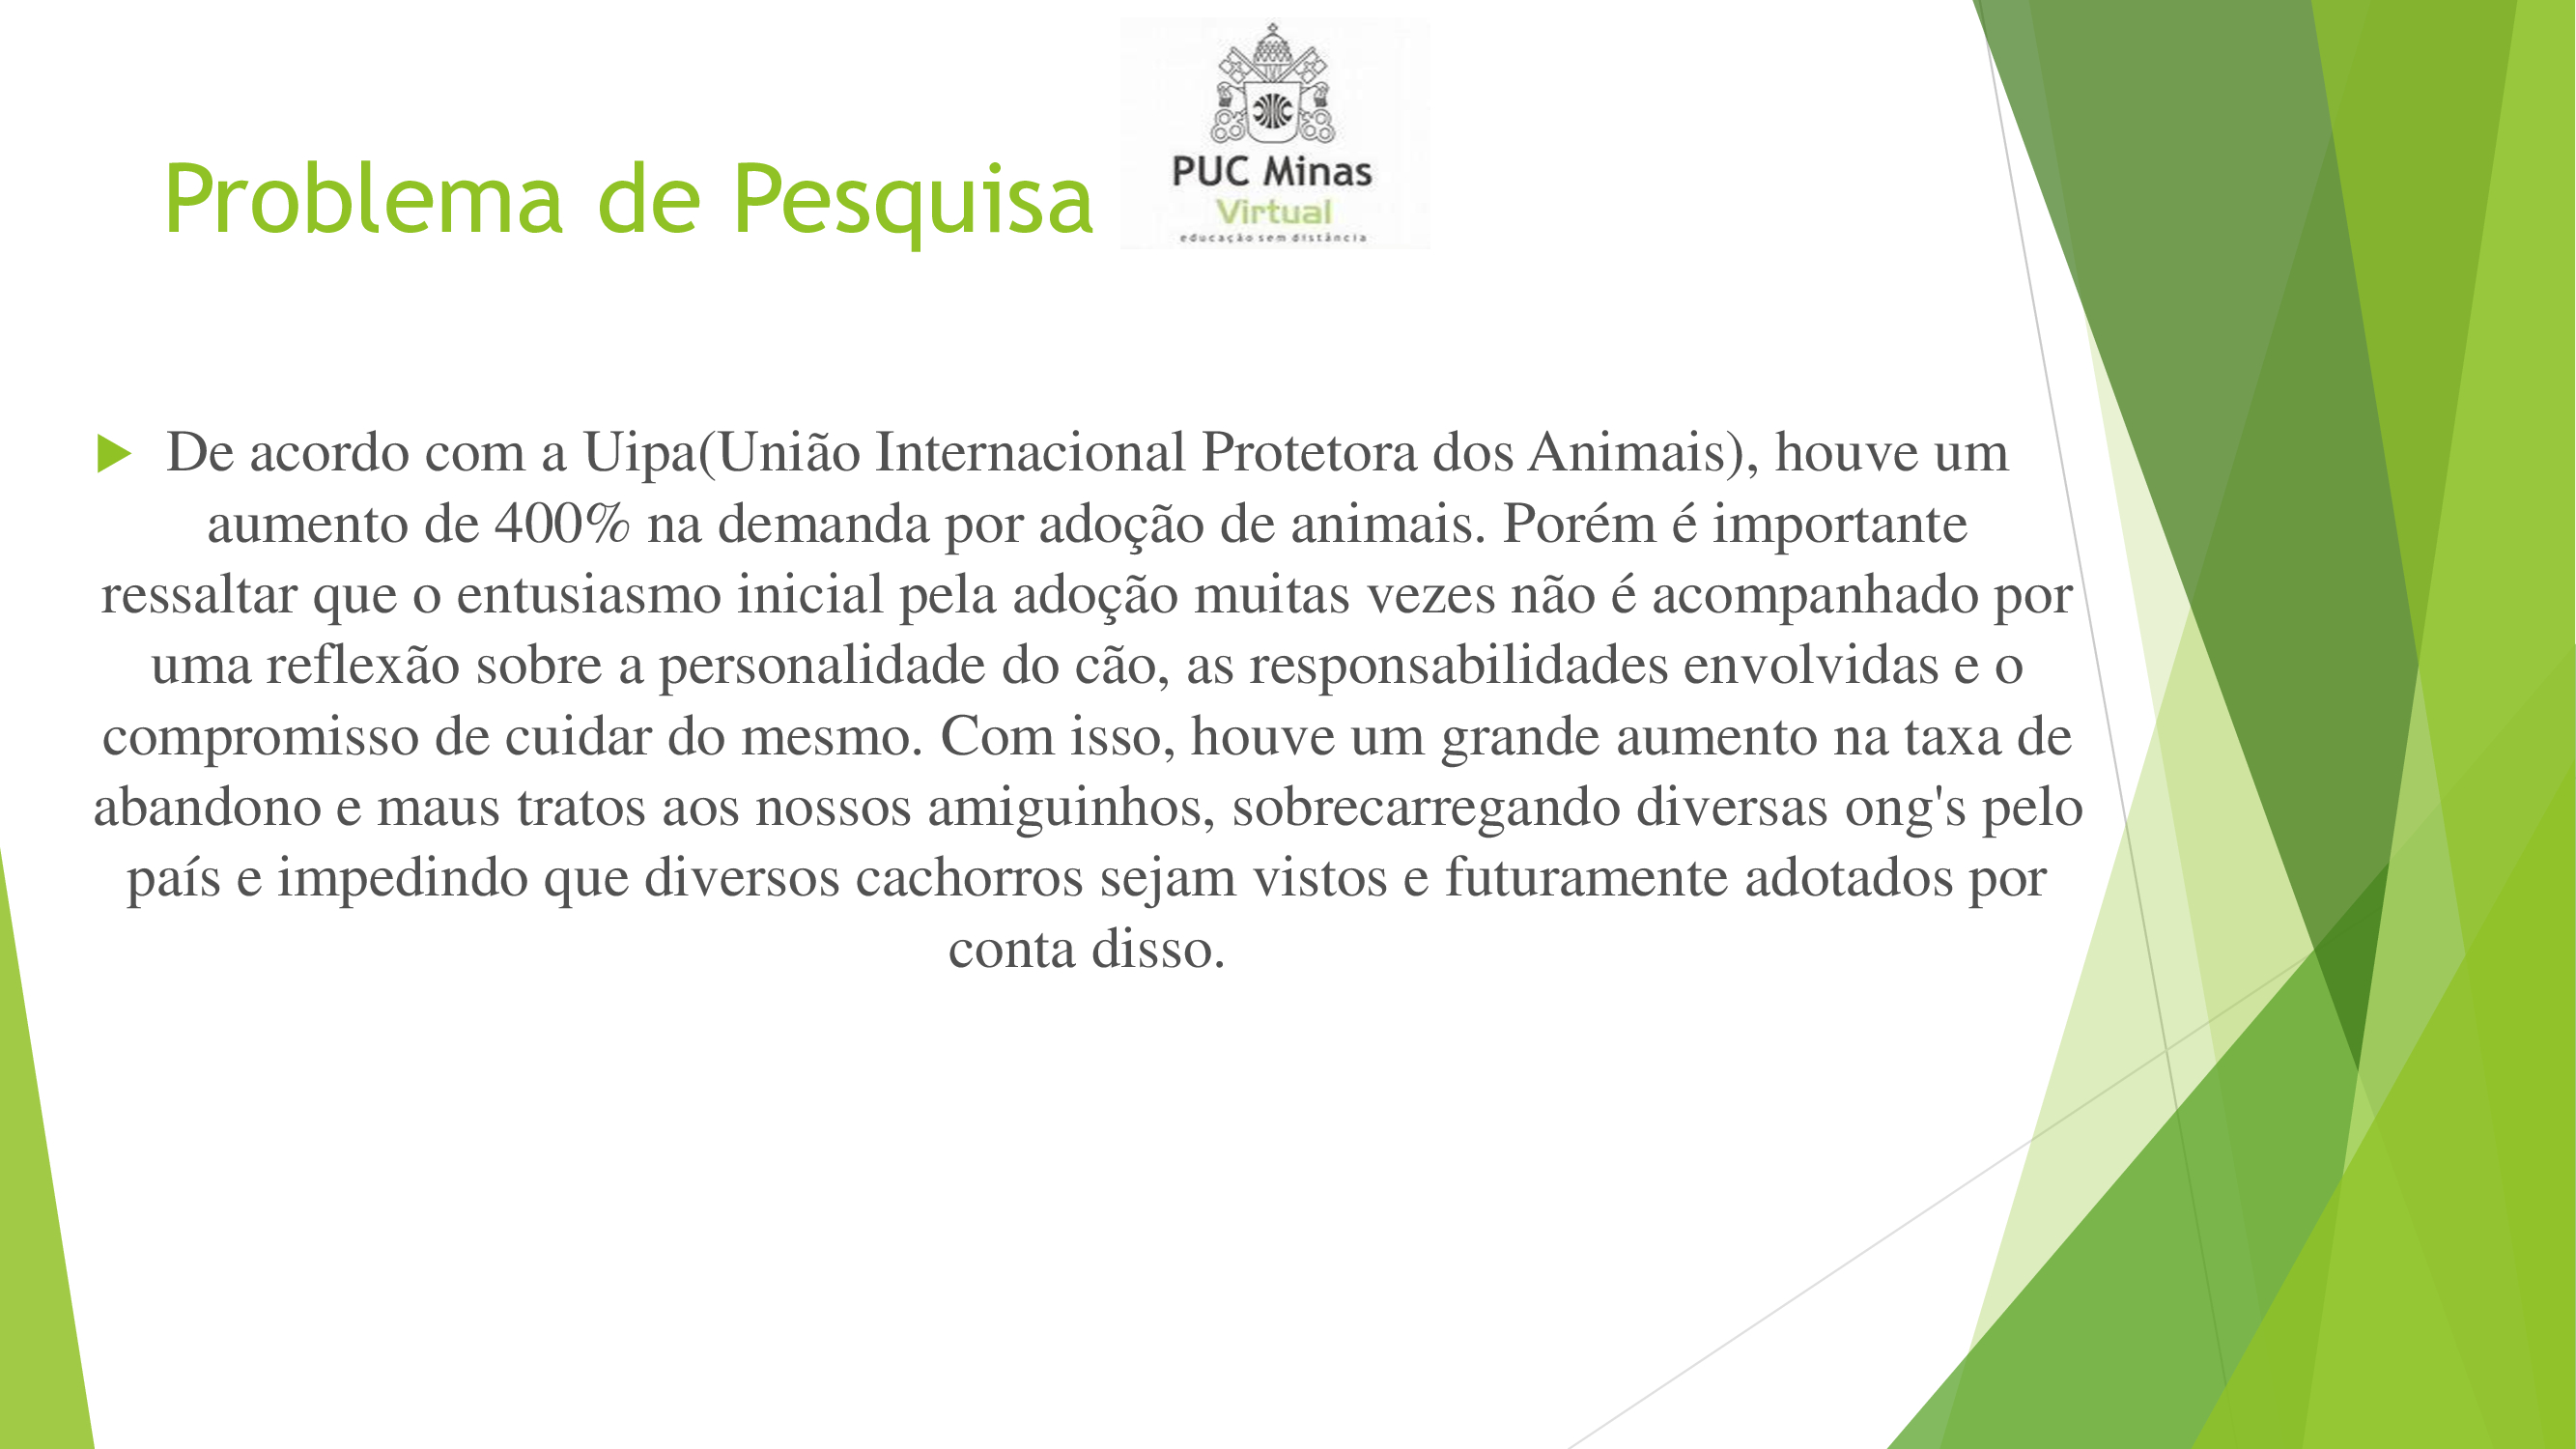 PUC Minas
Virtual
educação sem distância
Problema de Pesquisa
De acordo com a Uipa(União Internacional Protetora dos Animais), houve um
aumento de 400% na demanda por adoção de animais. Porém é importante
ressaltar que o entusiasmo inicial pela adoção muitas vezes não é acompanhado por
uma reflexão sobre a personalidade do cão, as responsabilidades envolvidas e o
compromisso de cuidar do mesmo. Com isso, houve um grande aumento na taxa de
abandono e maus tratos aos nossos amiguinhos, sobrecarregando diversas ong's pelo
país e impedindo que diversos cachorros sejam vistos e futuramente adotados por
conta disso.